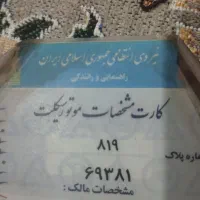 نیروی انتظامی جمهوری اسلامی ایران
راهنمایی و رانندگی
کارت مشخصات موتورسیکلت
شماره پلاک
۸۱۹
۶۹۳۸۱
مشخصات مالک :